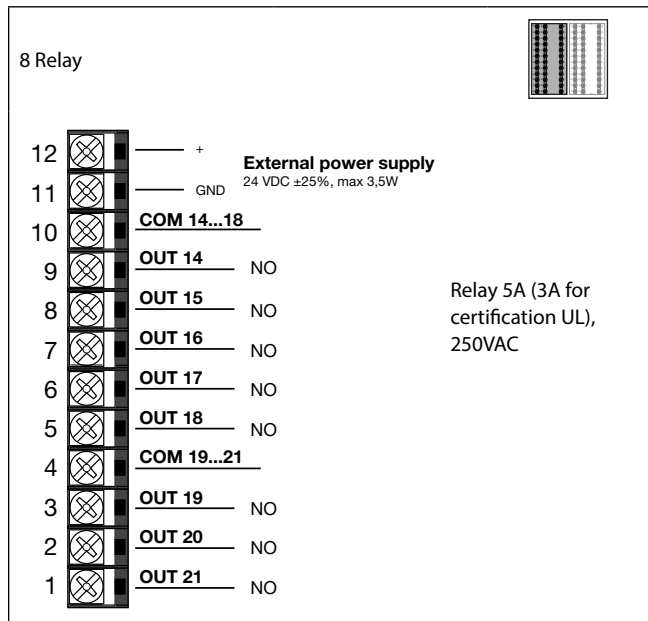 8 Relay
12 +
External power supply
24 VDC ±25%, max 3,5W
11 GND
10 COM 14...18
9 OUT 14 NO
8 OUT 15 NO
7 OUT 16 NO
6 OUT 17 NO
5 OUT 18 NO
4 COM 19...21
3 OUT 19 NO
2 OUT 20 NO
1 OUT 21 NO
Relay 5A (3A for
certification UL),
250VAC